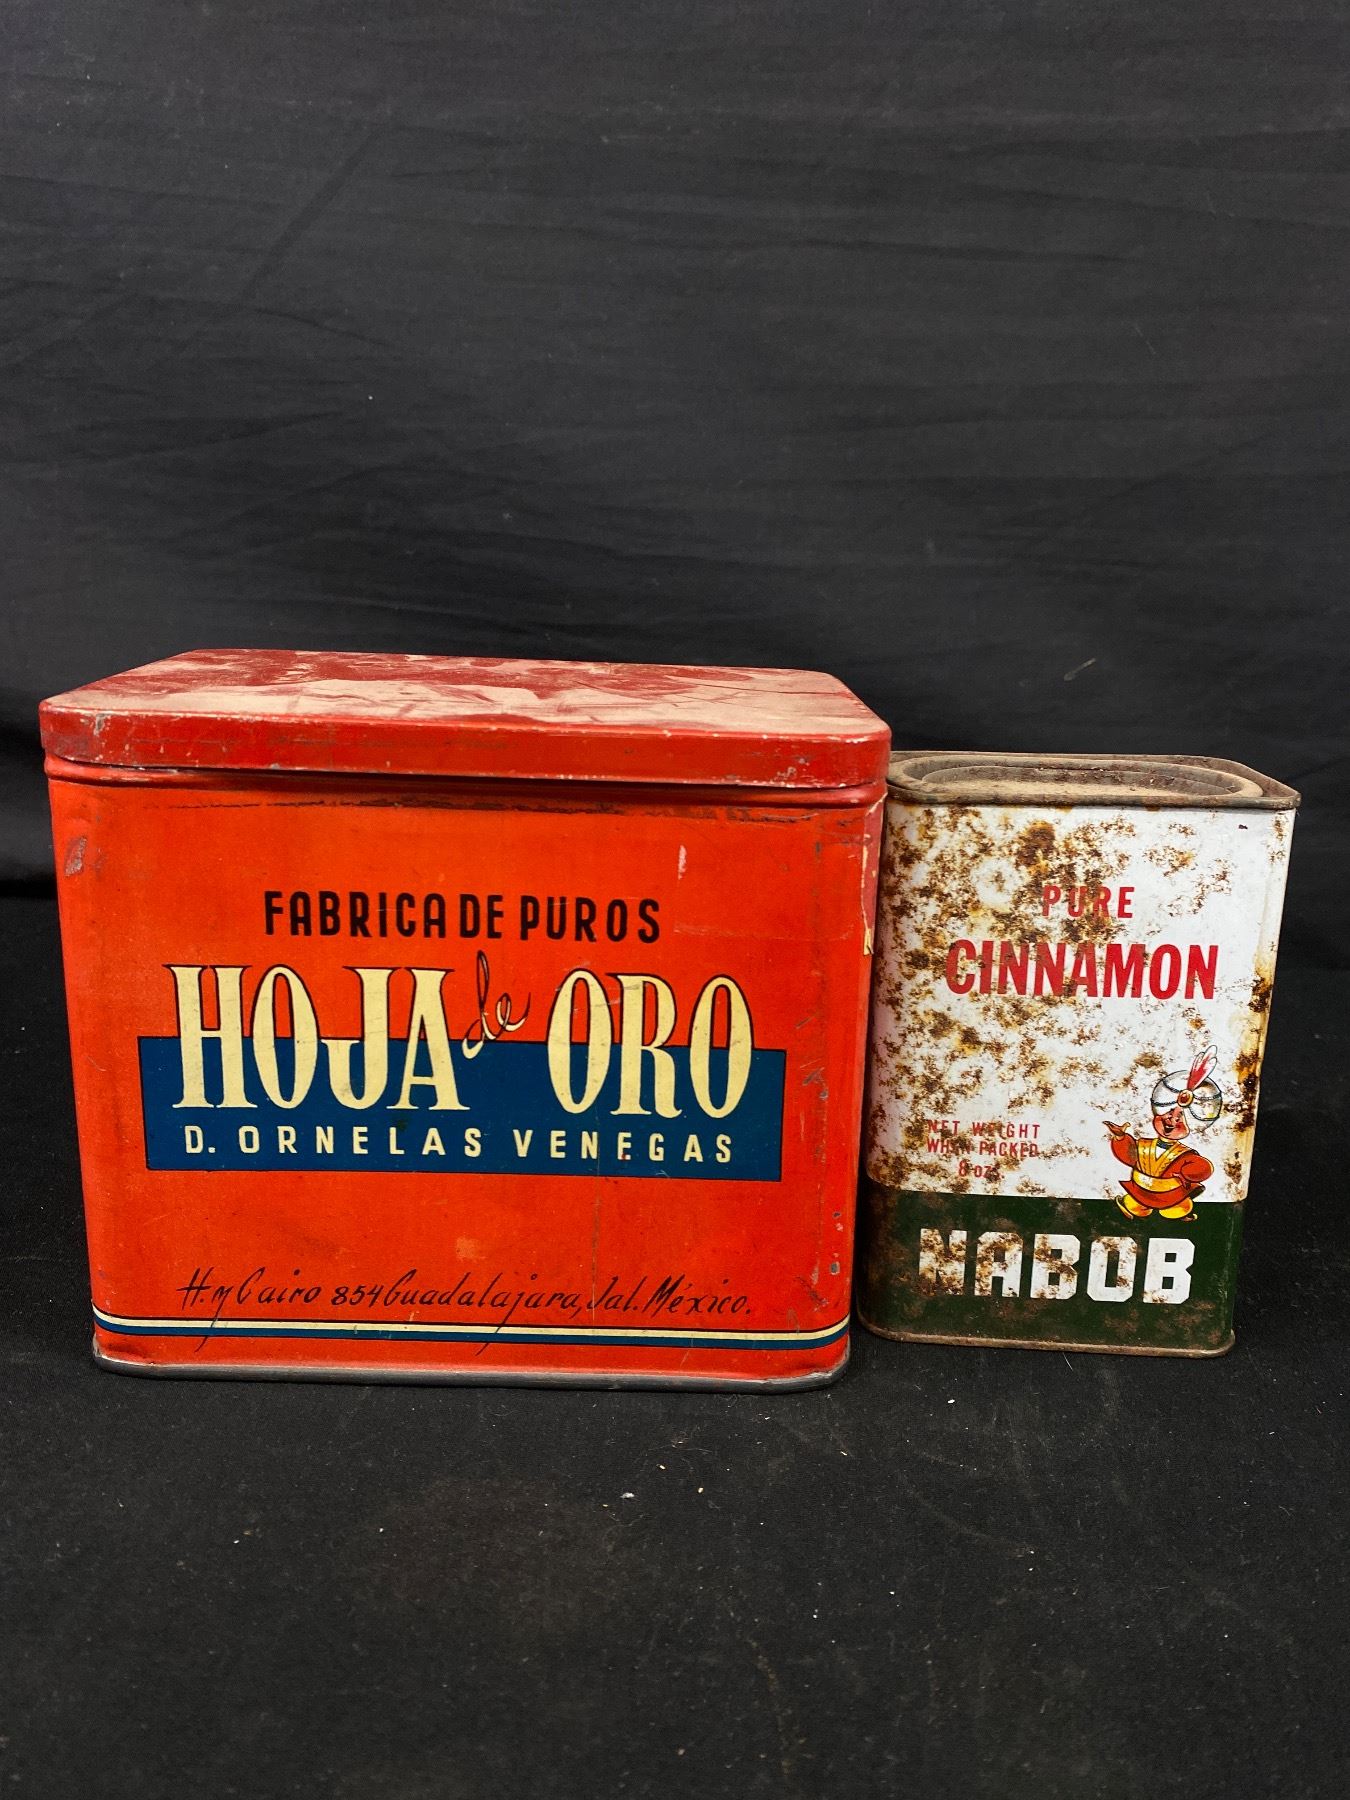 FABRICA DE PUROS
HOJA de ORO
D. ORNELAS VENEGAS
H. y Cairo 854 Guadalajara, Jal. México.
PURE
CINNAMON
NET WEIGHT
WHEN PACKED
8 OZS
NABOB